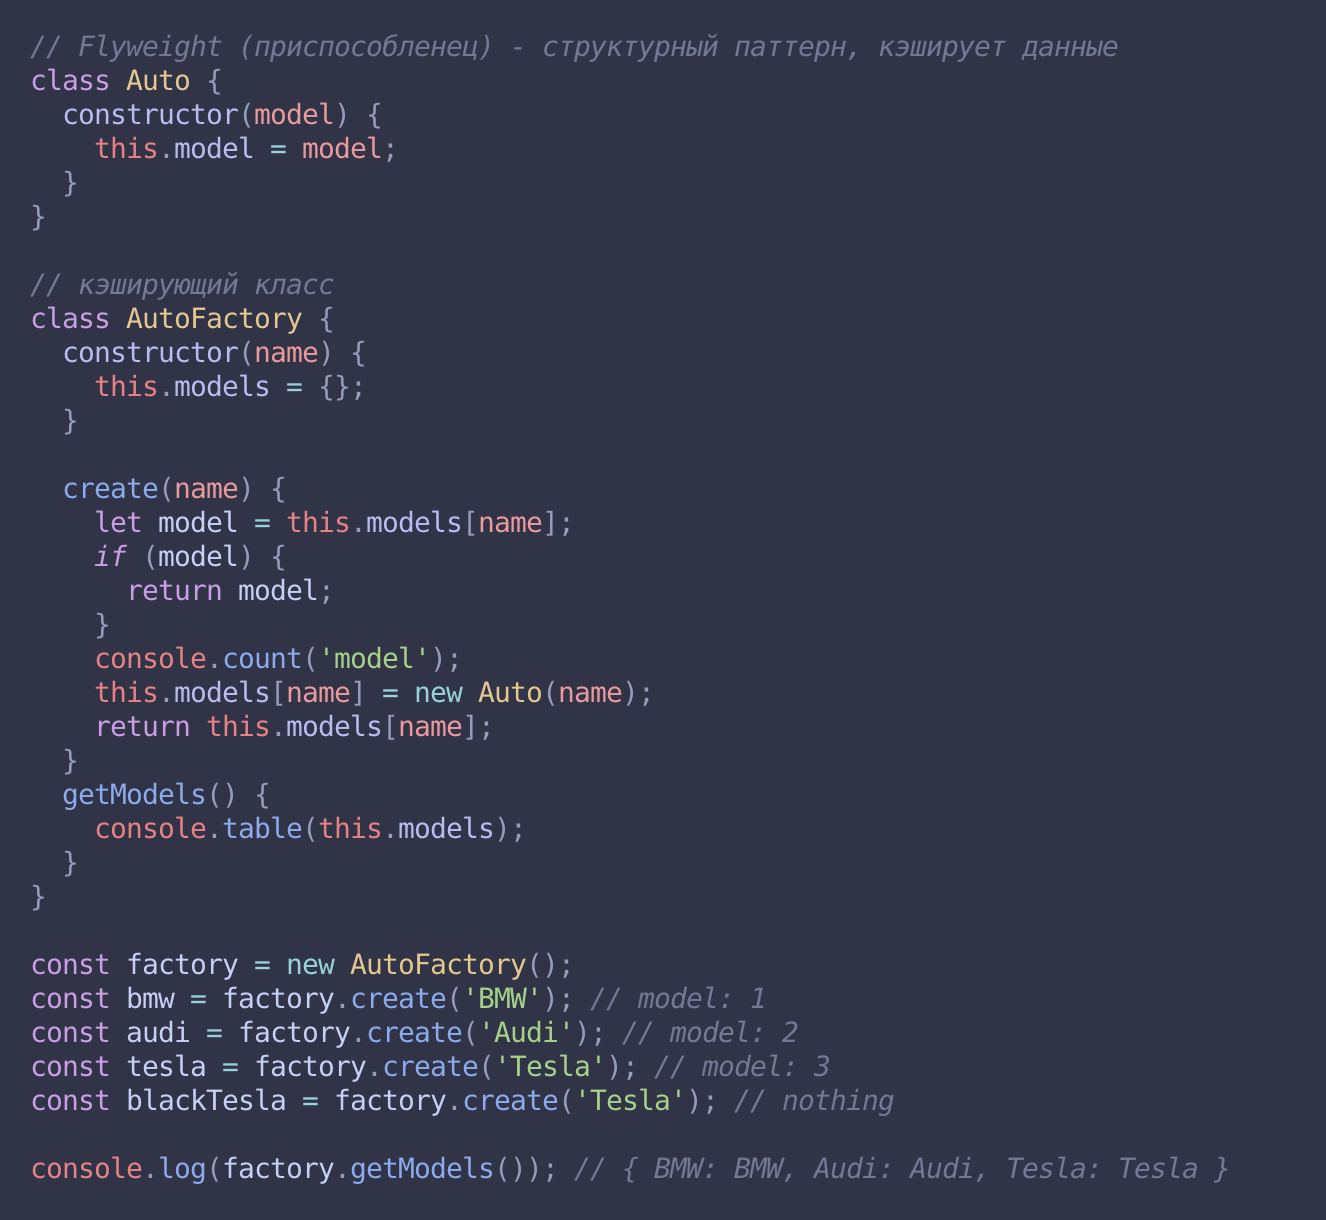 // Flyweight (приспособленец) - структурный паттерн, кэширует данные
class Auto {
  constructor(model) {
    this.model = model;
  }
}

// кэширующий класс
class AutoFactory {
  constructor(name) {
    this.models = {};
  }

  create(name) {
    let model = this.models[name];
    if (model) {
      return model;
    }
    console.count('model');
    this.models[name] = new Auto(name);
    return this.models[name];
  }
  getModels() {
    console.table(this.models);
  }
}

const factory = new AutoFactory();
const bmw = factory.create('BMW'); // model: 1
const audi = factory.create('Audi'); // model: 2
const tesla = factory.create('Tesla'); // model: 3
const blackTesla = factory.create('Tesla'); // nothing

console.log(factory.getModels()); // { BMW: BMW, Audi: Audi, Tesla: Tesla }